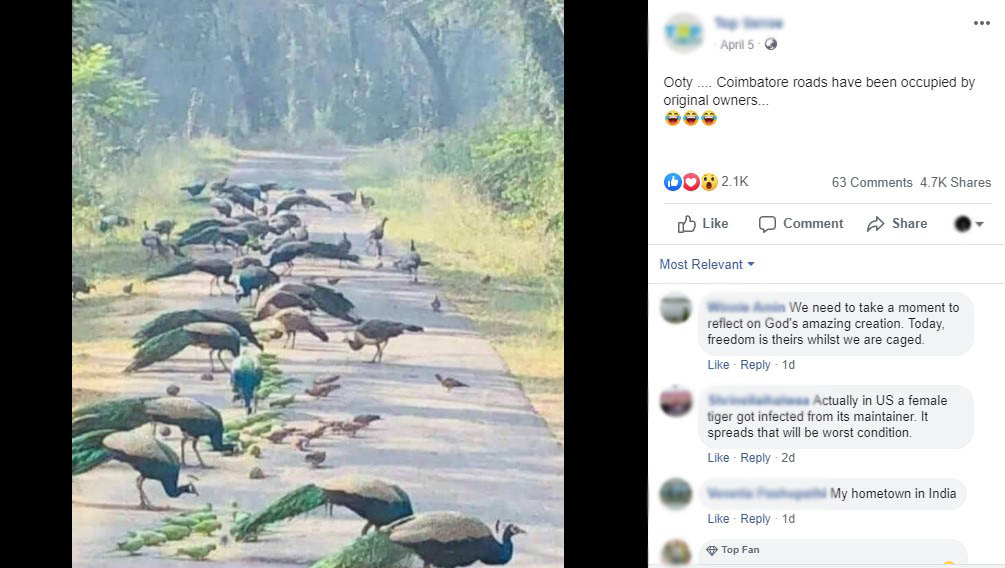 April 5
Ooty .... Coimbatore roads have been occupied by
original owners...
😂😂😂
2.1K
63 Comments 4.7K Shares
Like
Comment
Share
Most Relevant
We need to take a moment to
reflect on God's amazing creation. Today,
freedom is theirs whilst we are caged.
Like · Reply · 1d
Actually in US a female
tiger got infected from its maintainer. It
spreads that will be worst condition.
Like · Reply · 2d
My hometown in India
Like · Reply · 1d
Top Fan